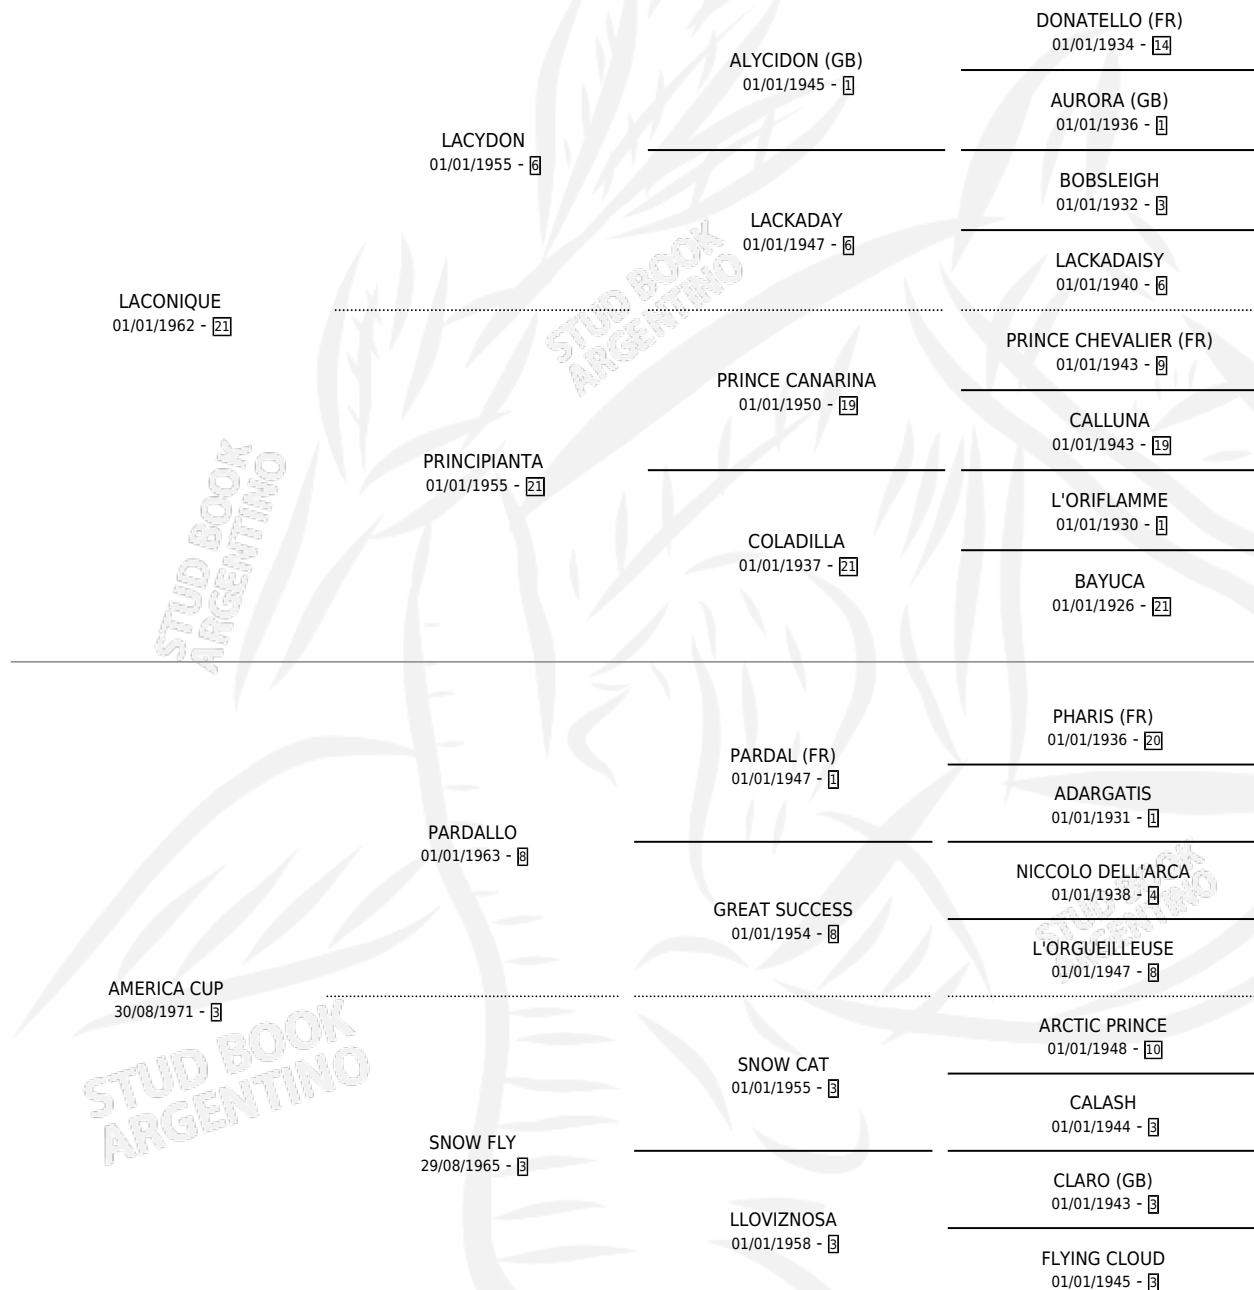 DONATELLO (FR)
01/01/1934 - 14
ALYCIDON (GB)
01/01/1945 - 1
AURORA (GB)
01/01/1936 - 1
LACYDON
01/01/1955 - 6
BOBSLEIGH
01/01/1932 - 3
LACKADAY
01/01/1947 - 6
LACKADAISY
01/01/1940 - 6
LACONIQUE
01/01/1962 - 21
PRINCE CHEVALIER (FR)
01/01/1943 - 9
PRINCE CANARINA
01/01/1950 - 19
CALLUNA
01/01/1943 - 19
PRINCIPIANTA
01/01/1955 - 21
L'ORIFLAMME
01/01/1930 - 1
COLADILLA
01/01/1937 - 21
BAYUCA
01/01/1926 - 21
PHARIS (FR)
01/01/1936 - 20
PARDAL (FR)
01/01/1947 - 1
ADARGATIS
01/01/1931 - 1
PARDALLO
01/01/1963 - 8
NICCOLO DELL'ARCA
01/01/1938 - 4
GREAT SUCCESS
01/01/1954 - 8
L'ORGUEILLEUSE
01/01/1947 - 8
AMERICA CUP
30/08/1971 - 3
ARCTIC PRINCE
01/01/1948 - 10
SNOW CAT
01/01/1955 - 3
CALASH
01/01/1944 - 3
SNOW FLY
29/08/1965 - 3
CLARO (GB)
01/01/1943 - 3
LLOVIZNOSA
01/01/1958 - 3
FLYING CLOUD
01/01/1945 - 3
STUD BOOK
ARGENTINO
STUD BOOK
ARGENTINO
STUD BOOK
ARGENTINO
STUD BOOK
ARGENTINO